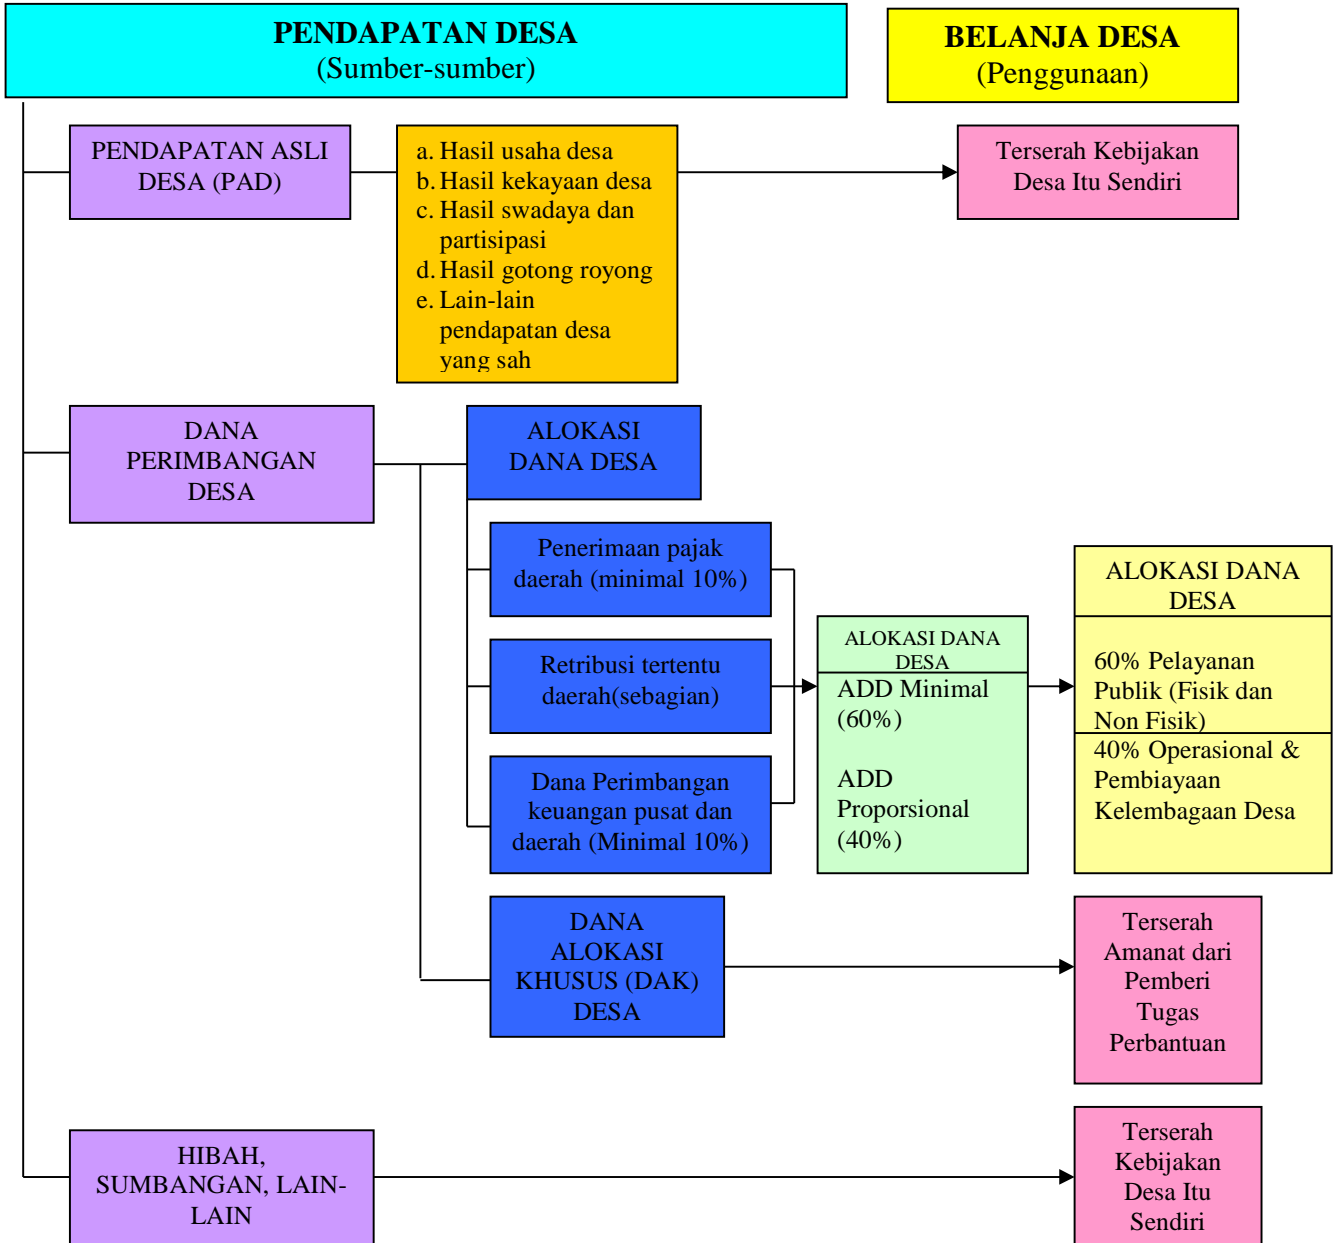 PENDAPATAN DESA
(Sumber-sumber)
BELANJA DESA
(Penggunaan)
PENDAPATAN ASLI
DESA (PAD)
a. Hasil usaha desa
b. Hasil kekayaan desa
c. Hasil swadaya dan
partisipasi
d. Hasil gotong royong
e. Lain-lain
pendapatan desa
yang sah
Terserah Kebijakan
Desa Itu Sendiri
DANA
PERIMBANGAN
DESA
ALOKASI
DANA DESA
Penerimaan pajak
daerah (minimal 10%)
Retribusi tertentu
daerah(sebagian)
Dana Perimbangan
keuangan pusat dan
daerah (Minimal 10%)
ALOKASI DANA
DESA
ADD Minimal
(60%)
ADD
Proporsional
(40%)
ALOKASI DANA
DESA
60% Pelayanan
Publik (Fisik dan
Non Fisik)
40% Operasional &
Pembiayaan
Kelembagaan Desa
DANA
ALOKASI
KHUSUS (DAK)
DESA
Terserah
Amanat dari
Pemberi
Tugas
Perbantuan
HIBAH,
SUMBANGAN, LAIN-
LAIN
Terserah
Kebijakan
Desa Itu
Sendiri